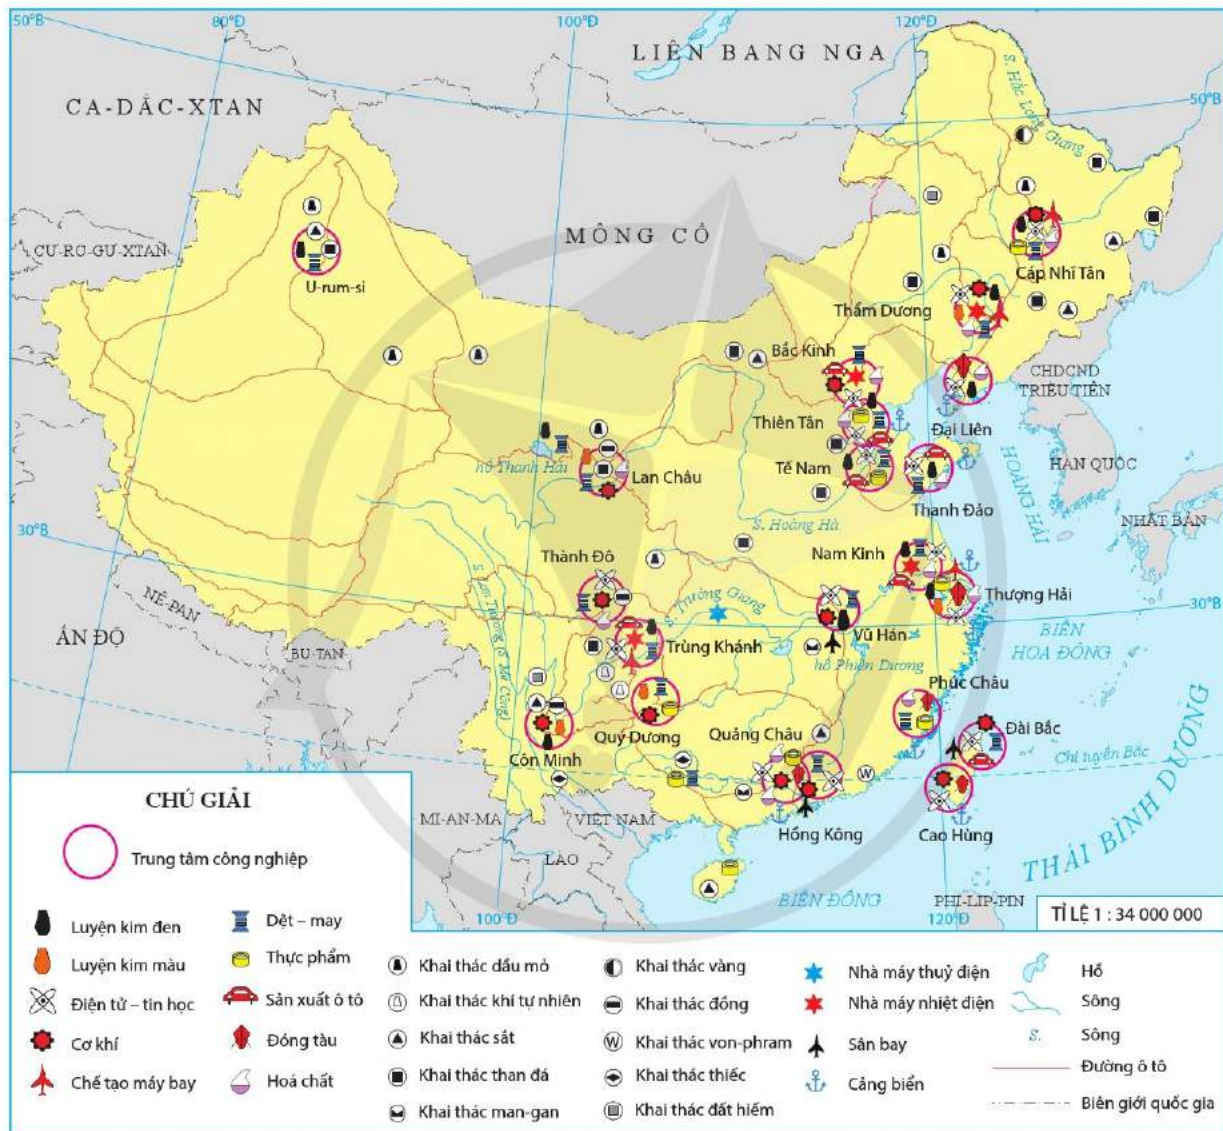 50°B
80°Đ
100°Đ
120°Đ
LIÊN BANG NGA
CA-DẮC-XTAN
50°B
S. Hắc Long Giang
MÔNG CỔ
CƯ-RƠ-GƯ-XTAN
U-rum-si
Cáp Nhĩ Tân
Thẩm Dương
Bắc Kinh
CHDCND
TRIỀU TIÊN
Thiên Tân
Đại Liên
hồ Thanh Hải
Lan Châu
Tế Nam
HÀN QUỐC
HOÀNG HẢI
Thanh Đảo
NHẬT BẢN
30°B
S. Hoàng Hà
Nam Kinh
Thành Đô
NÊ-PAN
S. Trường Giang
Thượng Hải
30°B
ẤN ĐỘ
BU-TAN
S. Lan Thương (S. Mê Công)
Trùng Khánh
Vũ Hán
BIỂN
HOA ĐÔNG
hồ Phiên Dương
Phúc Châu
Quý Dương
Quảng Châu
Đài Bắc
Côn Minh
Chí tuyến Bắc
MI-AN-MA
VIỆT NAM
Hồng Kông
Cao Hùng
LÀO
THÁI BÌNH DƯƠNG
BIỂN ĐÔNG
PHI-LIP-PIN
100°Đ
120°Đ
TỈ LỆ 1 : 34 000 000
CHÚ GIẢI
Trung tâm công nghiệp
Luyện kim đen
Luyện kim màu
Điện tử – tin học
Cơ khí
Chế tạo máy bay
Dệt – may
Thực phẩm
Sản xuất ô tô
Đóng tàu
Hoá chất
Khai thác dầu mỏ
Khai thác khí tự nhiên
Khai thác sắt
Khai thác than đá
Khai thác man-gan
Khai thác vàng
Khai thác đồng
W Khai thác von-phram
Khai thác thiếc
Khai thác đất hiếm
Nhà máy thuỷ điện
Nhà máy nhiệt điện
Sân bay
Cảng biển
Hồ
Sông
S. Sông
Đường ô tô
Biên giới quốc gia
W